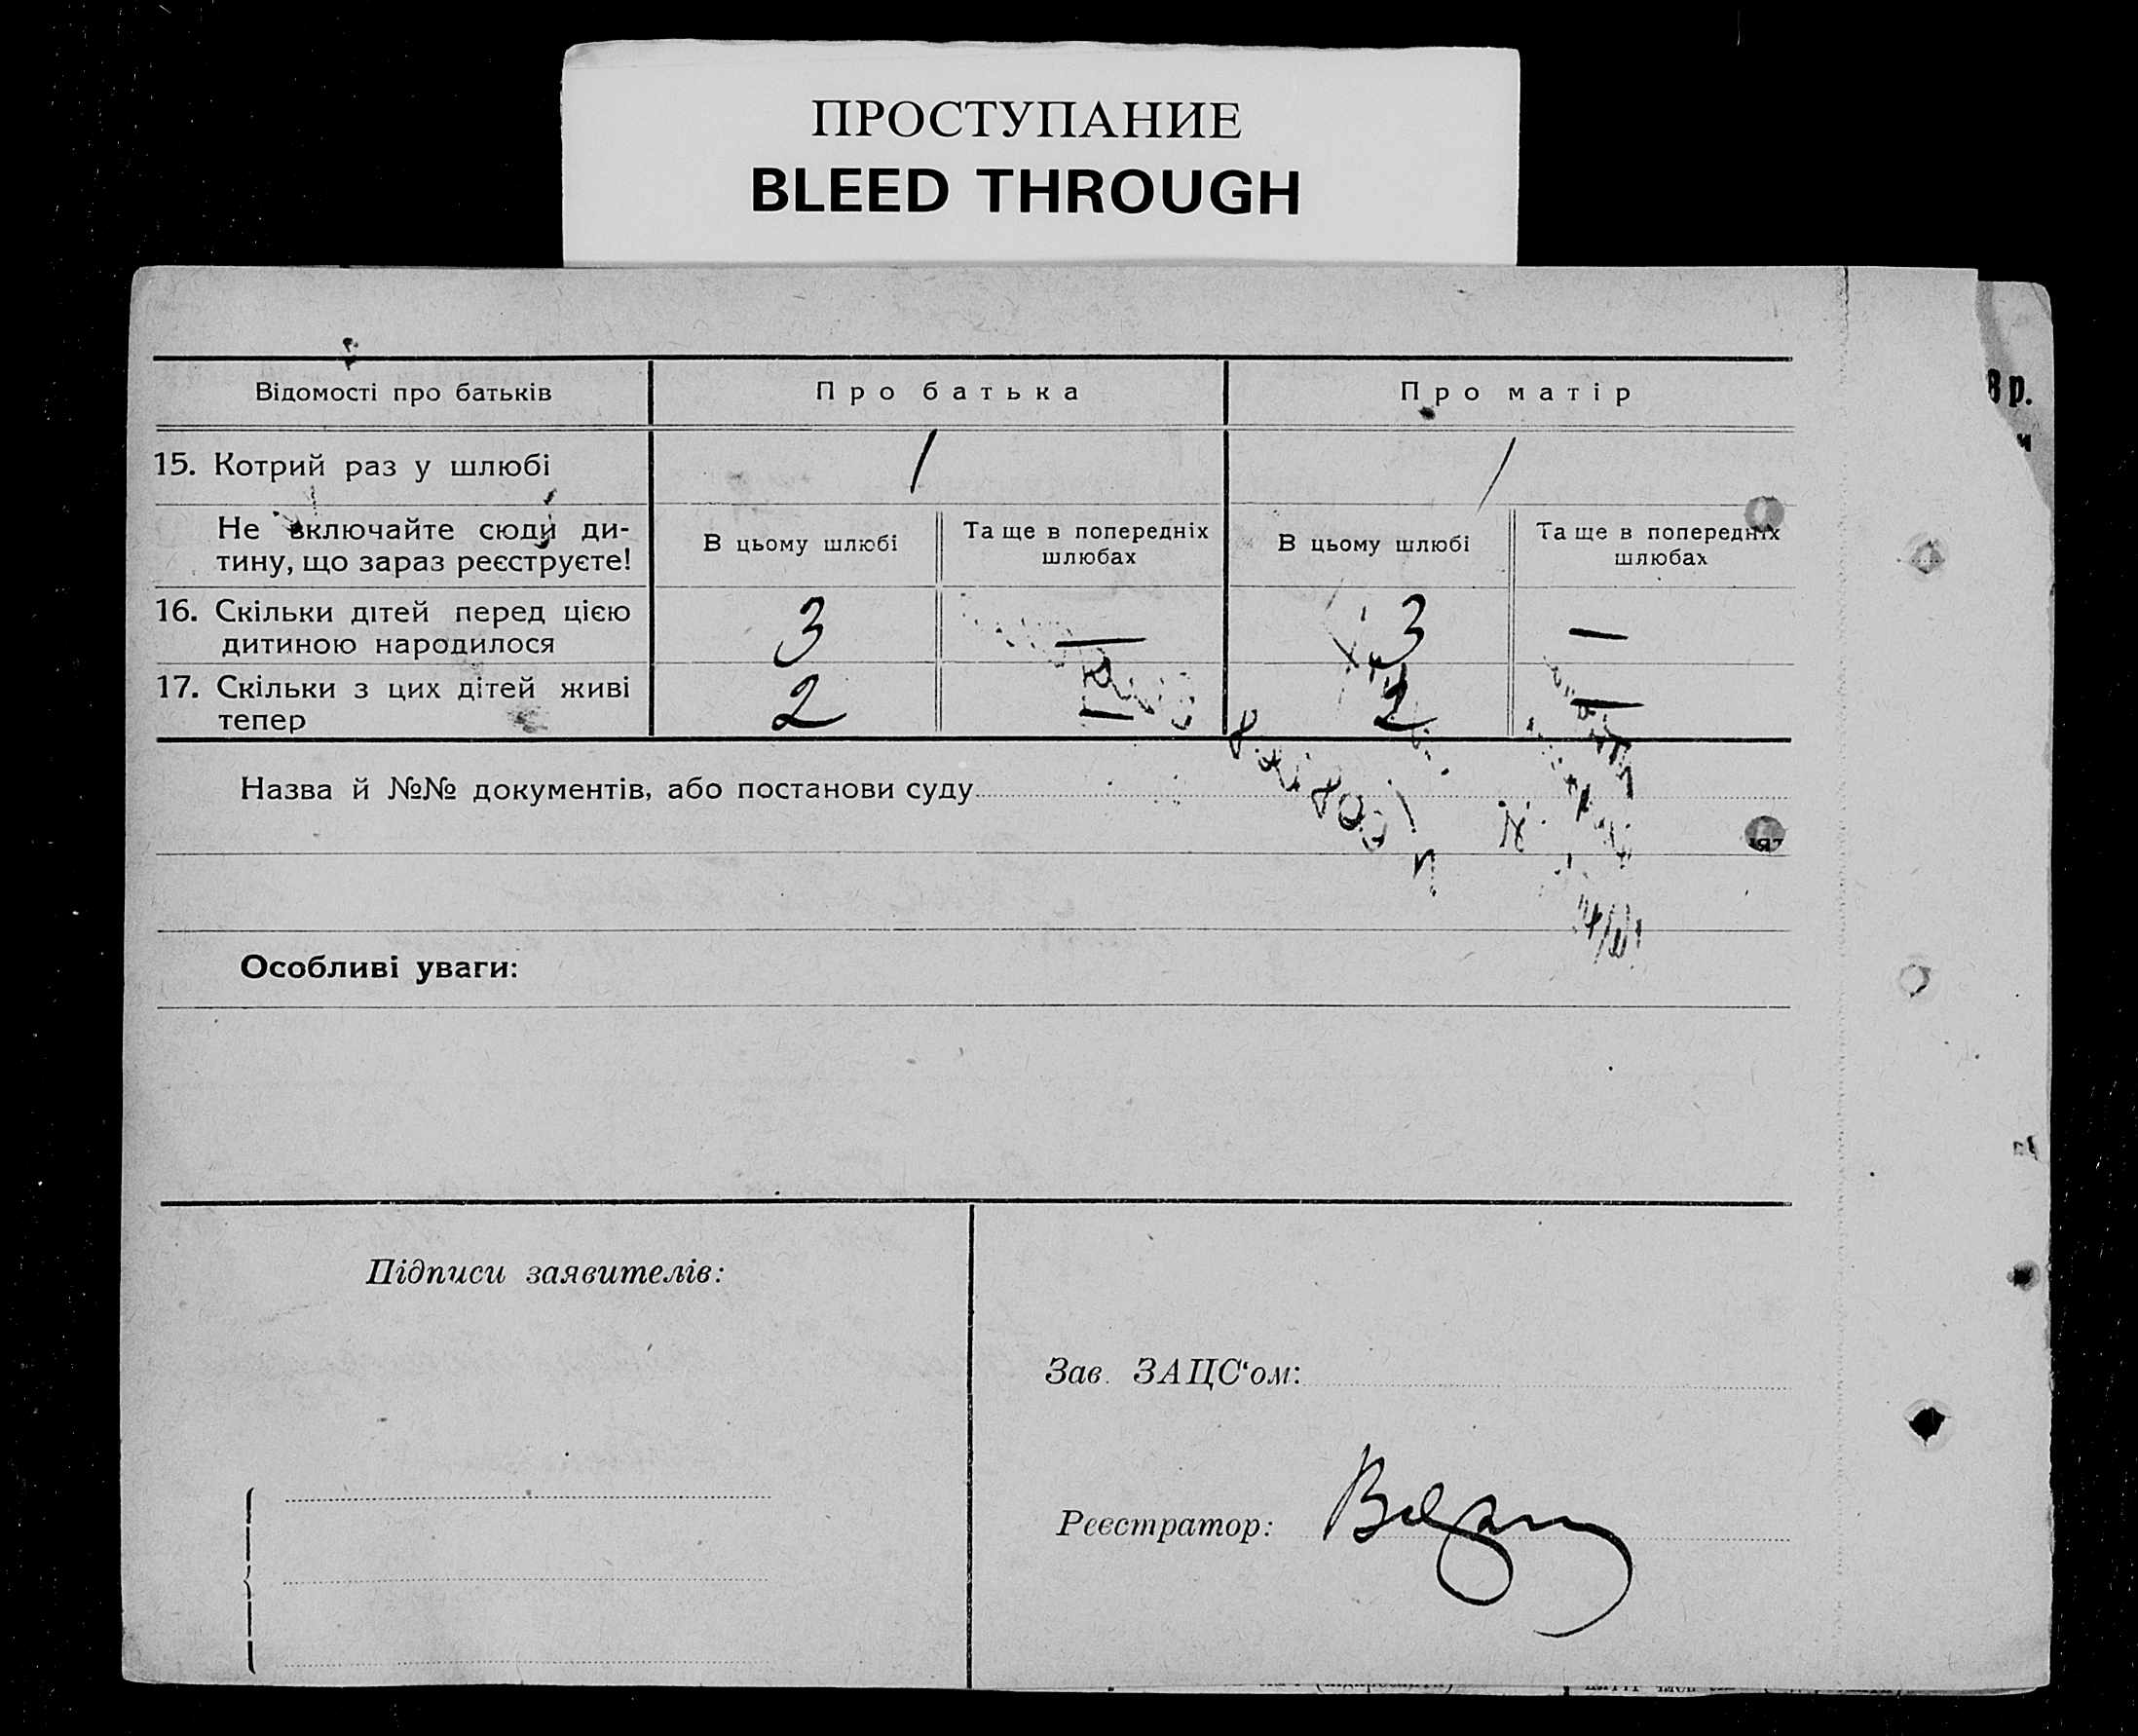 ПРОСТУПАНИЕ
BLEED THROUGH
Відомості про батьків
Про батька
Про матір
15. Котрий раз у шлюбі
1
1
Не включайте сюди ди-
тину, що зараз реєструєте!
В цьому шлюбі
Та ще в попередніх
шлюбах
В цьому шлюбі
Та ще в попередніх
шлюбах
16. Скільки дітей перед цією
дитиною народилося
3
—
3
—
17. Скільки з цих дітей живі
тепер
2
—
2
—
Назва й №№ документів, або постанови суду
Особливі уваги:
Підписи заявителів:
Зав. ЗАЦС‘ом:
Реєстратор:
р.